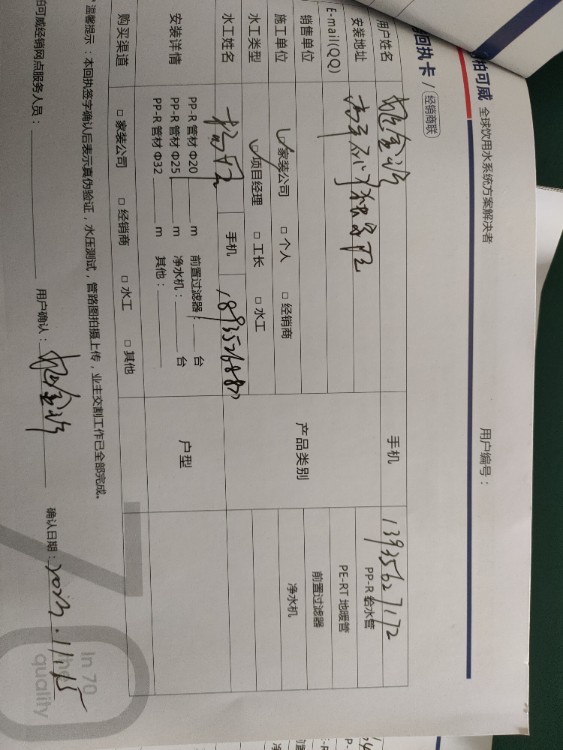 柏可威 全球饮用水系统方案解决者
回执卡 / 经销商联
用户编号：
用户姓名
手机 13935627172
安装地址
E-mail(QQ)
销售单位
产品类别
PP-R 给水管
PE-RT 地暖管
前置过滤器
净水机
施工单位 家装公司 □ 个人 □ 经销商
水工类型 项目经理 □ 工长 □ 水工
水工姓名 手机
安装详情
PP-R 管材 Φ20 m 前置过滤器： 台
PP-R 管材 Φ25 m 净水机： 台
PP-R 管材 Φ32 m 其他：
户型
购买渠道 □ 家装公司 □ 经销商 □ 水工 □ 其他
温馨提示：本回执签字确认后表示真伪验证，水压测试，管路图拍摄上传，业主交割工作已全部完成。
柏可威经销网点服务人员： 用户确认： 确认日期：2023.11.15
70
In 70
the
quality